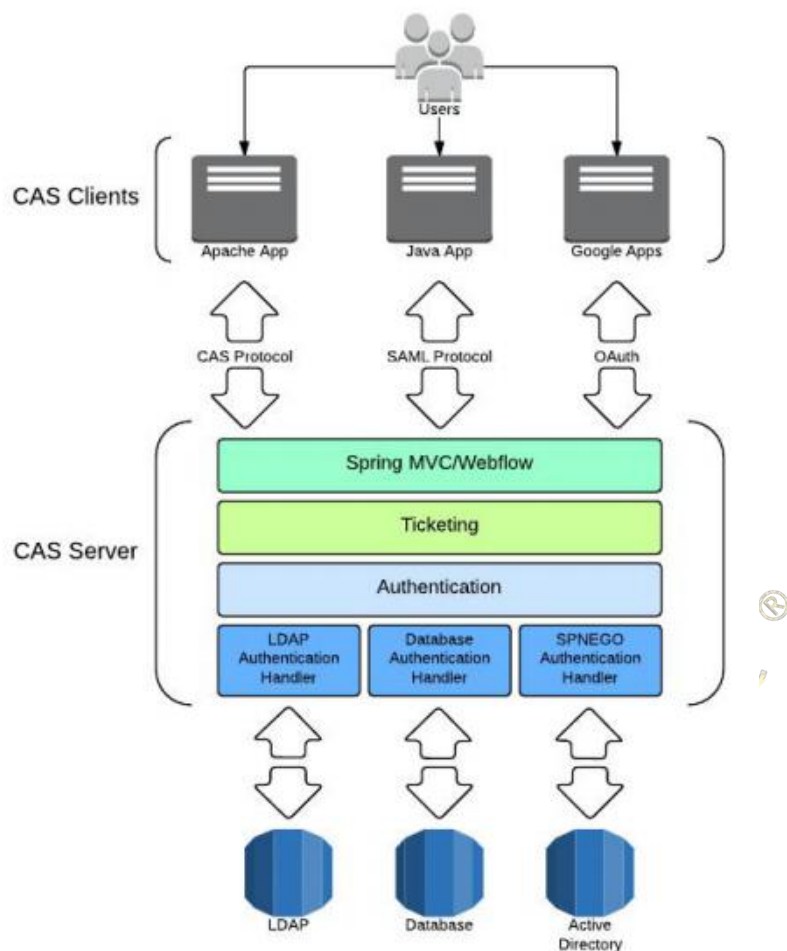 Users
CAS Clients
Apache App
Java App
Google Apps
CAS Protocol
SAML Protocol
OAuth
Spring MVC/Webflow
Ticketing
CAS Server
Authentication
LDAP
Authentication
Handler
Database
Authentication
Handler
SPNEGO
Authentication
Handler
®
LDAP
Database
Active
Directory